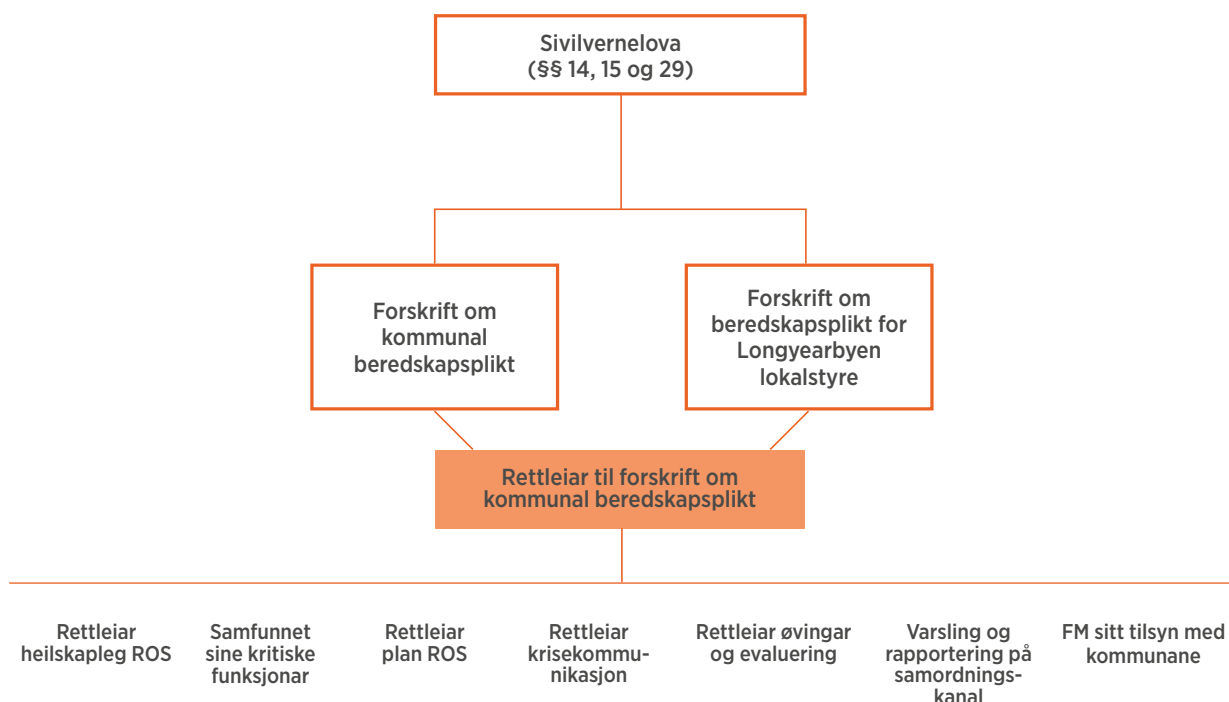 Sivilvernelova
(§§ 14, 15 og 29)
Forskrift om
kommunal
beredskapsplikt
Forskrift om
beredskapsplikt for
Longyearbyen
lokalstyre
Rettleiar til forskrift om
kommunal beredskapsplikt
Rettleiar
heilskapleg ROS
Samfunnet
sine kritiske
funksjonar
Rettleiar
plan ROS
Rettleiar
krisekommu-
nikasjon
Rettleiar øvingar
og evaluering
Varsling og
rapportering på
samordnings-
kanal
FM sitt tilsyn med
kommunane